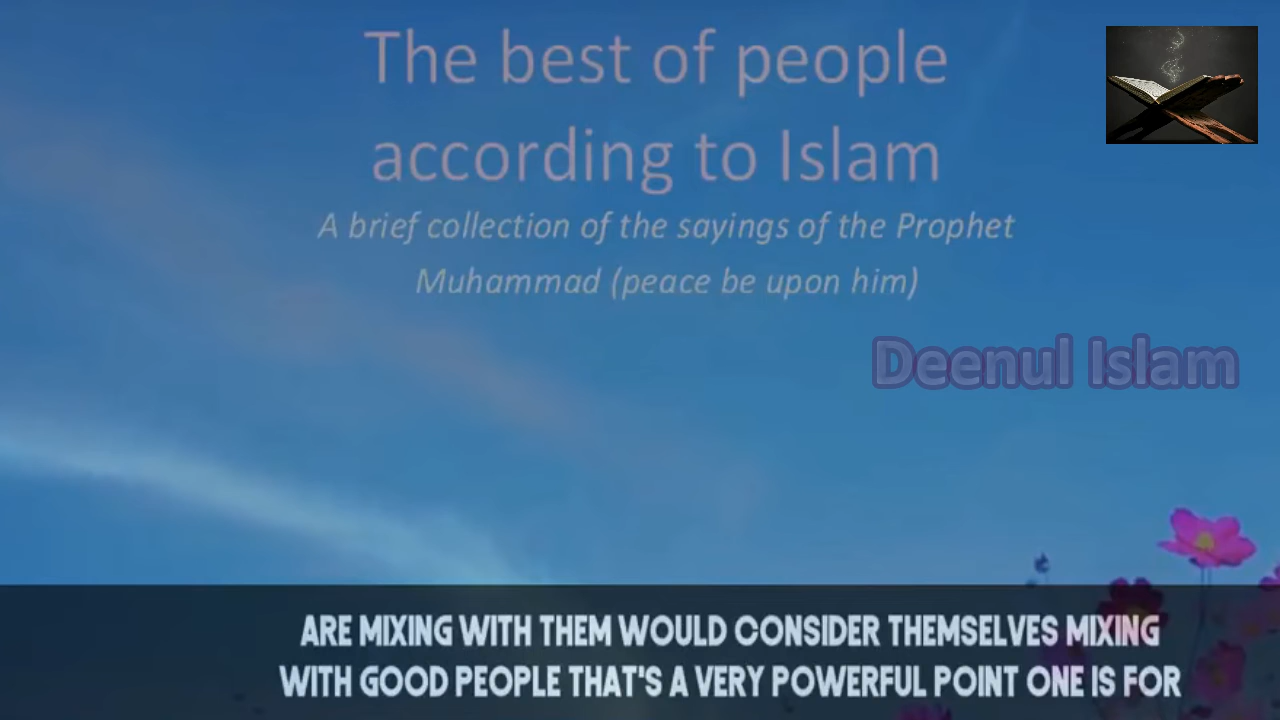 The best of people
according to Islam
A brief collection of the sayings of the Prophet
Muhammad (peace be upon him)
Deenul Islam
ARE MIXING WITH THEM WOULD CONSIDER THEMSELVES MIXING
WITH GOOD PEOPLE THAT'S A VERY POWERFUL POINT ONE IS FOR